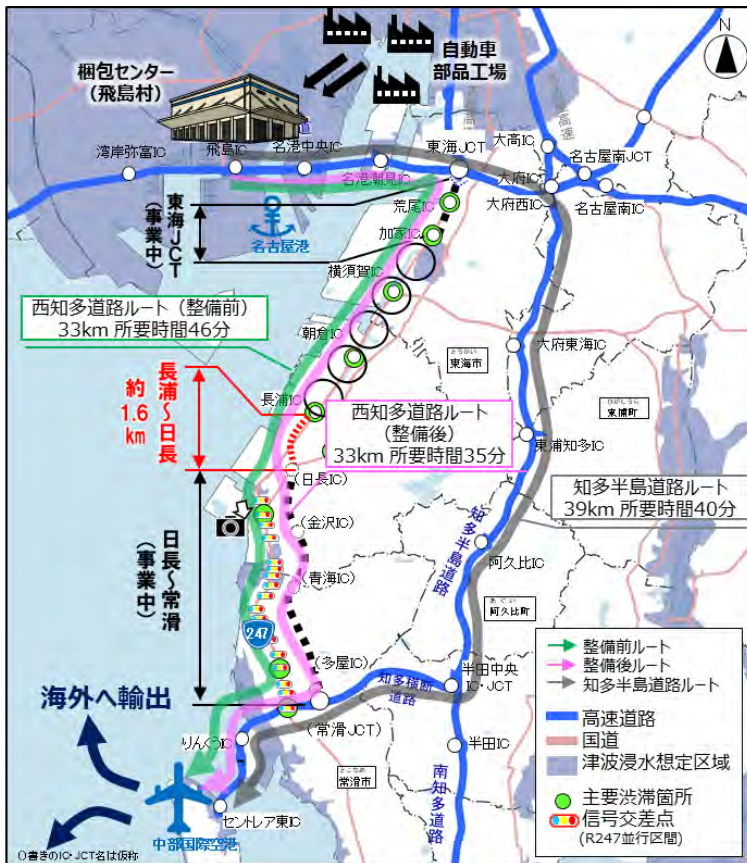 自動車
部品工場
N
梱包センター
(飛島村)
湾岸弥富IC
飛島IC
名港中央IC
名港潮見IC
東海JCT
大高IC
名古屋南JCT
大府IC
大府西IC
名古屋南IC
東海JCT
(事業中)
名古屋港
荒尾IC
加家IC
横須賀IC
西知多道路ルート(整備前)
33km 所要時間46分
朝倉IC
とうかい
東海市
大府東海IC
ひがしうら
東浦町
長浦IC
長浦~日長
約1.6km
西知多道路ルート
(整備後)
33km 所要時間35分
東浦知多IC
(日長IC)
知多半島道路ルート
39km 所要時間40分
(金沢IC)
日長~常滑
(事業中)
知多半島道路
阿久比IC
(青海IC)
あぐい
阿久比町
247
(多屋IC)
半田中央
IC・JCT
知多横断
道路
海外へ輸出
(常滑JCT)
りんくうIC
半田IC
とこなめ
常滑市
南知多道路
セントレア東IC
中部国際空港
()書きのIC・JCT名は仮称
整備前ルート
整備後ルート
知多半島道路ルート
高速道路
国道
津波浸水想定区域
主要渋滞箇所
信号交差点
(R247並行区間)